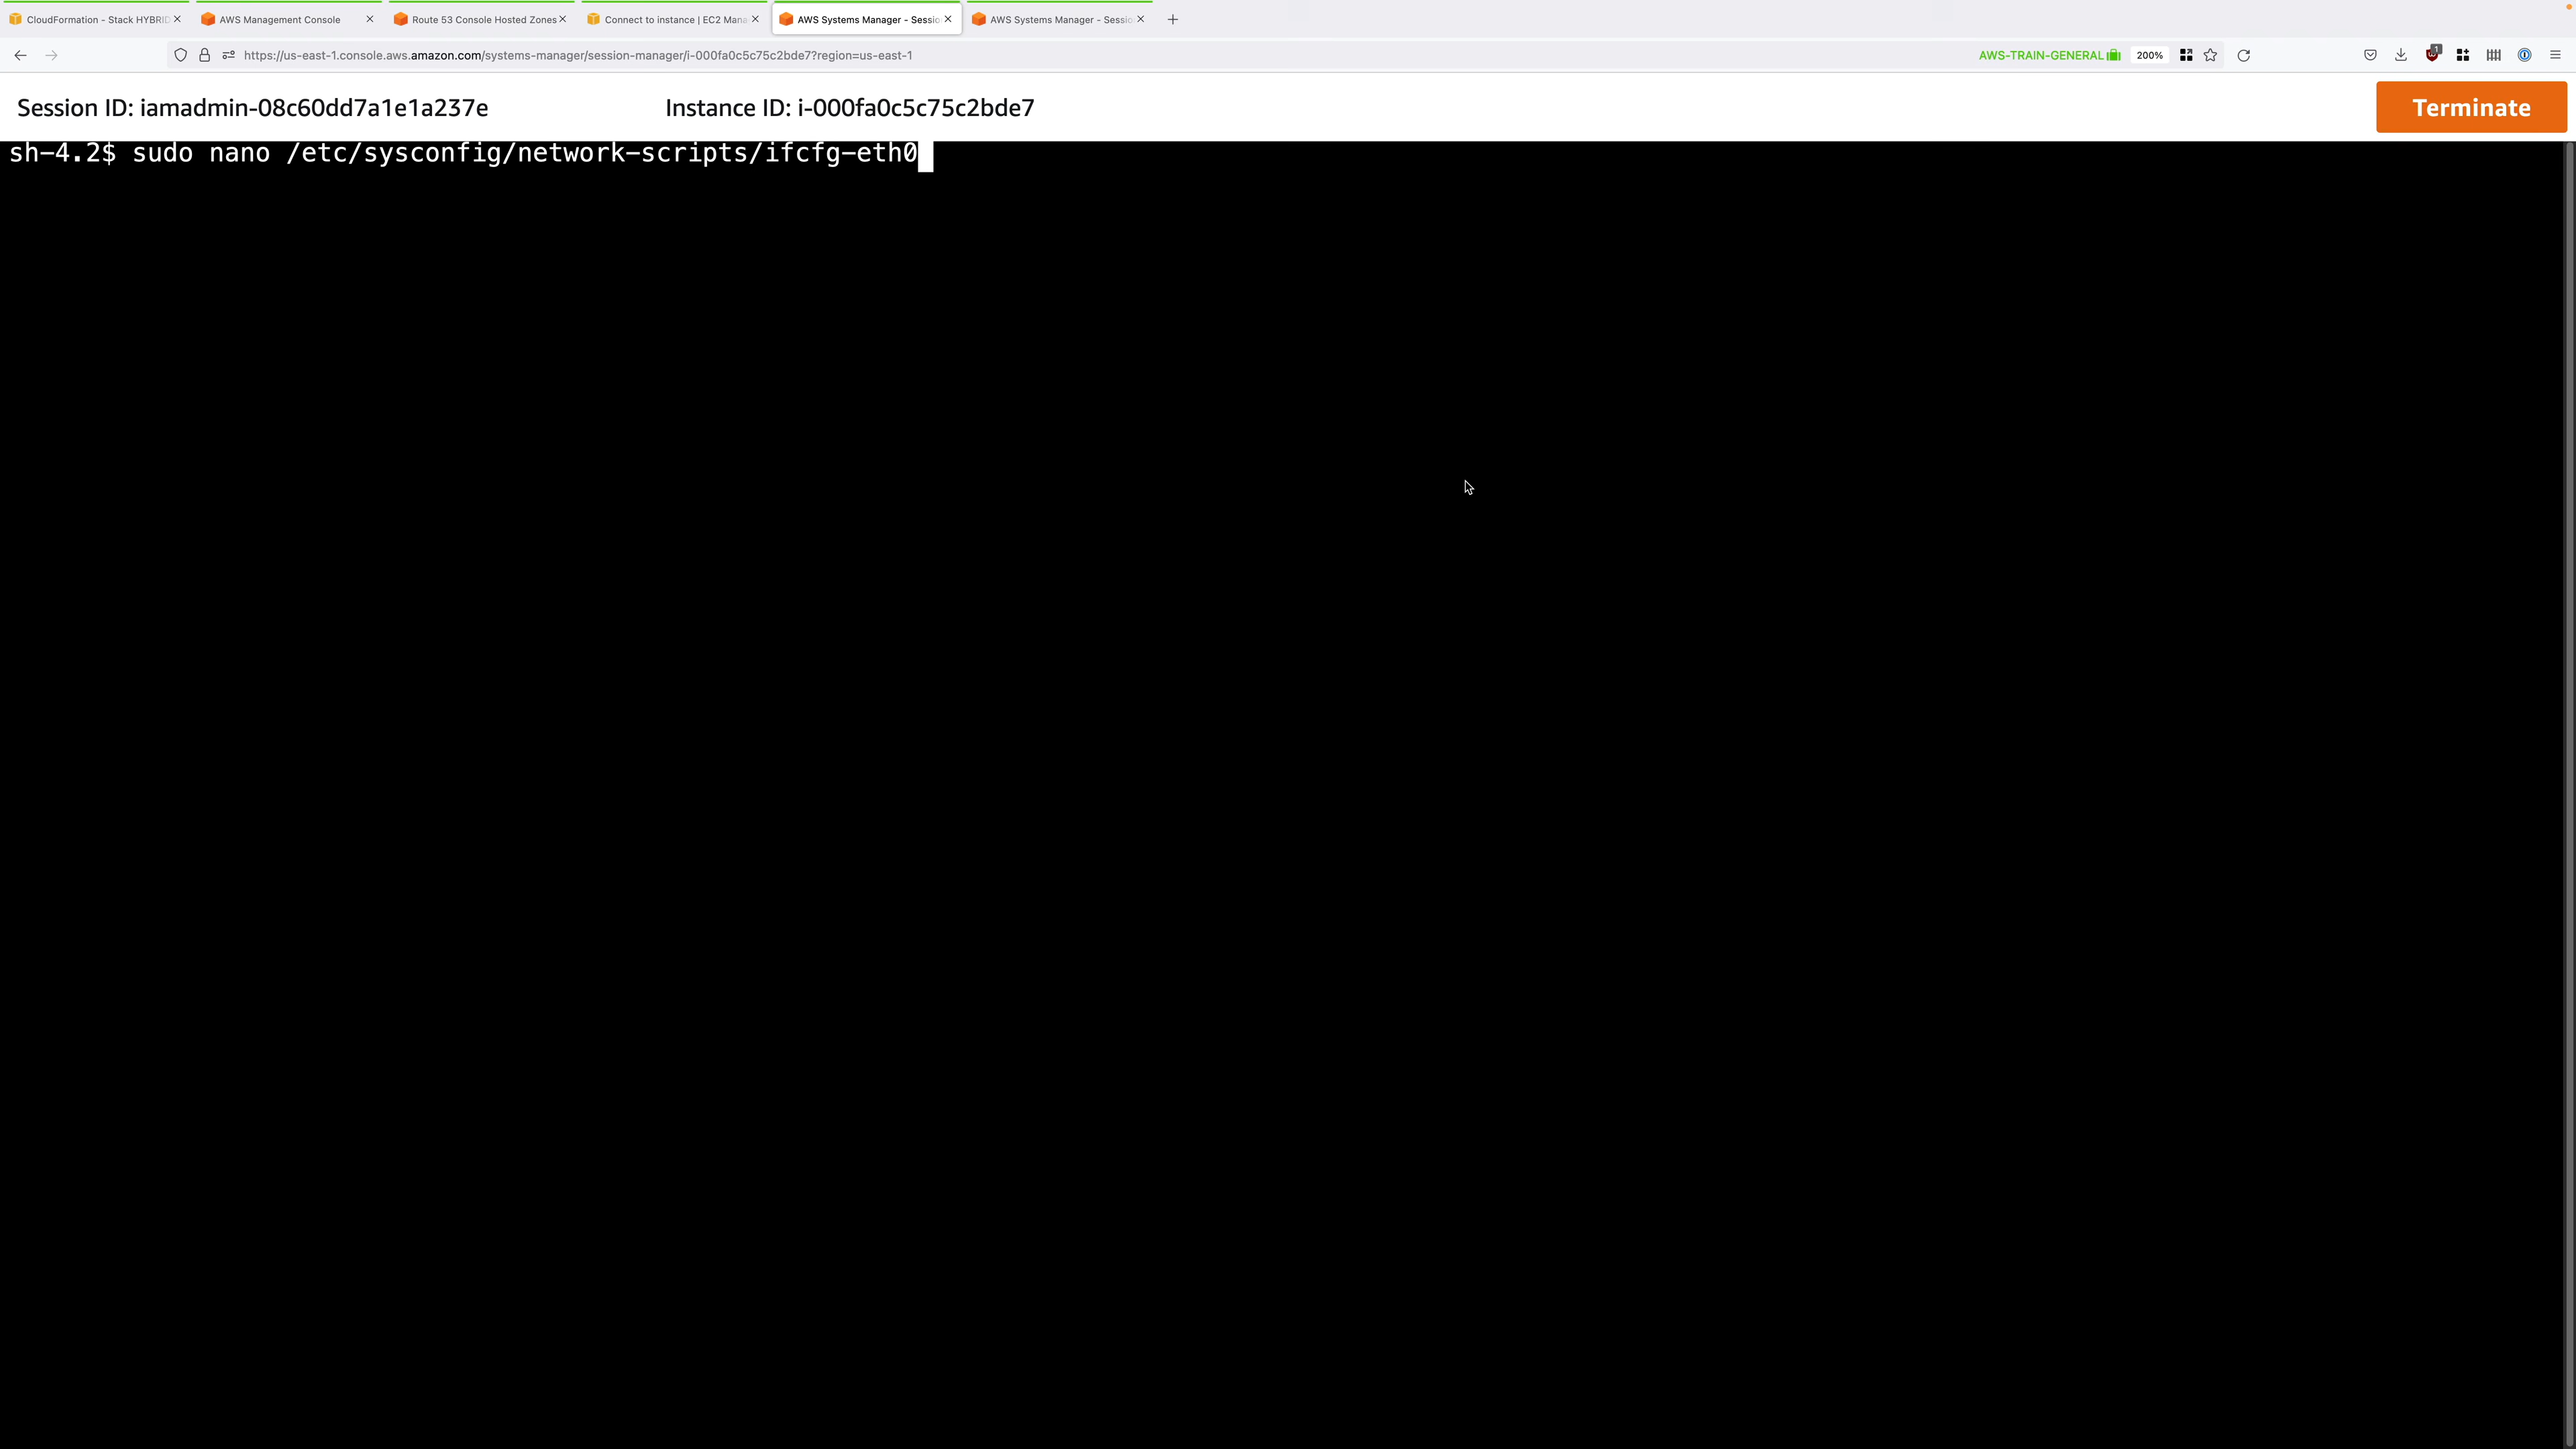 CloudFormation - Stack HYBRID
AWS Management Console
Route 53 Console Hosted Zones
Connect to instance | EC2 Mana
AWS Systems Manager - Sessio
AWS Systems Manager - Sessio
https://us-east-1.console.aws.amazon.com/systems-manager/session-manager/i-000fa0c5c75c2bde7?region=us-east-1
AWS-TRAIN-GENERAL
200%
1
Session ID: iamadmin-08c60dd7a1e1a237e
Instance ID: i-000fa0c5c75c2bde7
Terminate
sh-4.2$ sudo nano /etc/sysconfig/network-scripts/ifcfg-eth0